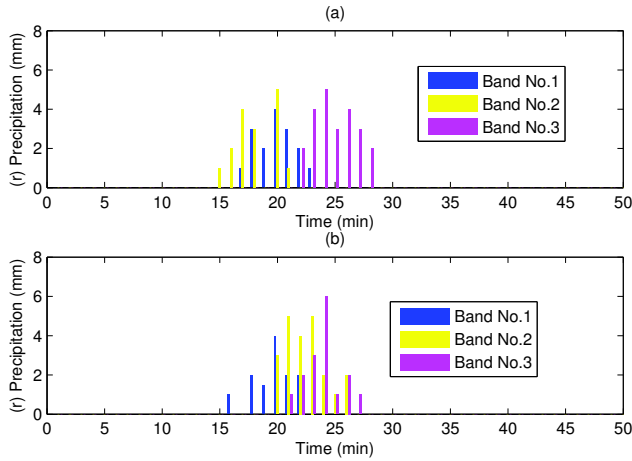 (a)
(r) Precipitation (mm)
8
6
4
2
0
Band No.1
Band No.2
Band No.3
0 5 10 15 20 25 30 35 40 45 50
Time (min)
(b)
(r) Precipitation (mm)
8
6
4
2
0
Band No.1
Band No.2
Band No.3
0 5 10 15 20 25 30 35 40 45 50
Time (min)